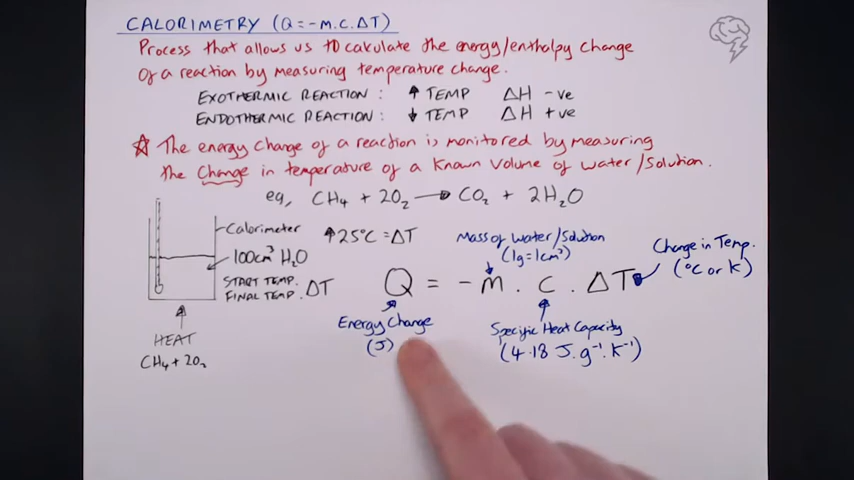 CALORIMETRY (Q=-M.C.ΔT)
Process that allows us to calculate the energy/enthalpy change
of a reaction by measuring temperature change.
EXOTHERMIC REACTION : ↑ TEMP ΔH -ve
ENDOTHERMIC REACTION : ↓ TEMP ΔH +ve
☆ The energy change of a reaction is monitored by measuring
the change in temperature of a known volume of water/solution.
eg, CH₄ + 2O₂ → CO₂ + 2H₂O
Calorimeter
↑25°C = ΔT
100cm³ H₂O
START TEMP.
FINAL TEMP. ΔT
HEAT
CH₄ + 2O₂
Mass of water/solution
(1g=1cm³)
Change in Temp.
(°C or K)
Q = - m . c . ΔT
Energy Change
(J)
Specific Heat Capacity
(4.18 J.g⁻¹.K⁻¹)